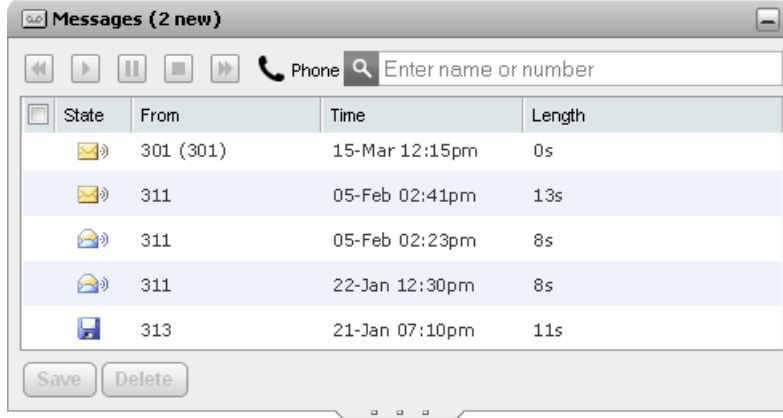 Messages (2 new)
Phone Enter name or number
State From Time Length
301 (301) 15-Mar 12:15pm 0s
311 05-Feb 02:41pm 13s
311 05-Feb 02:23pm 8s
311 22-Jan 12:30pm 8s
313 21-Jan 07:10pm 11s
Save Delete